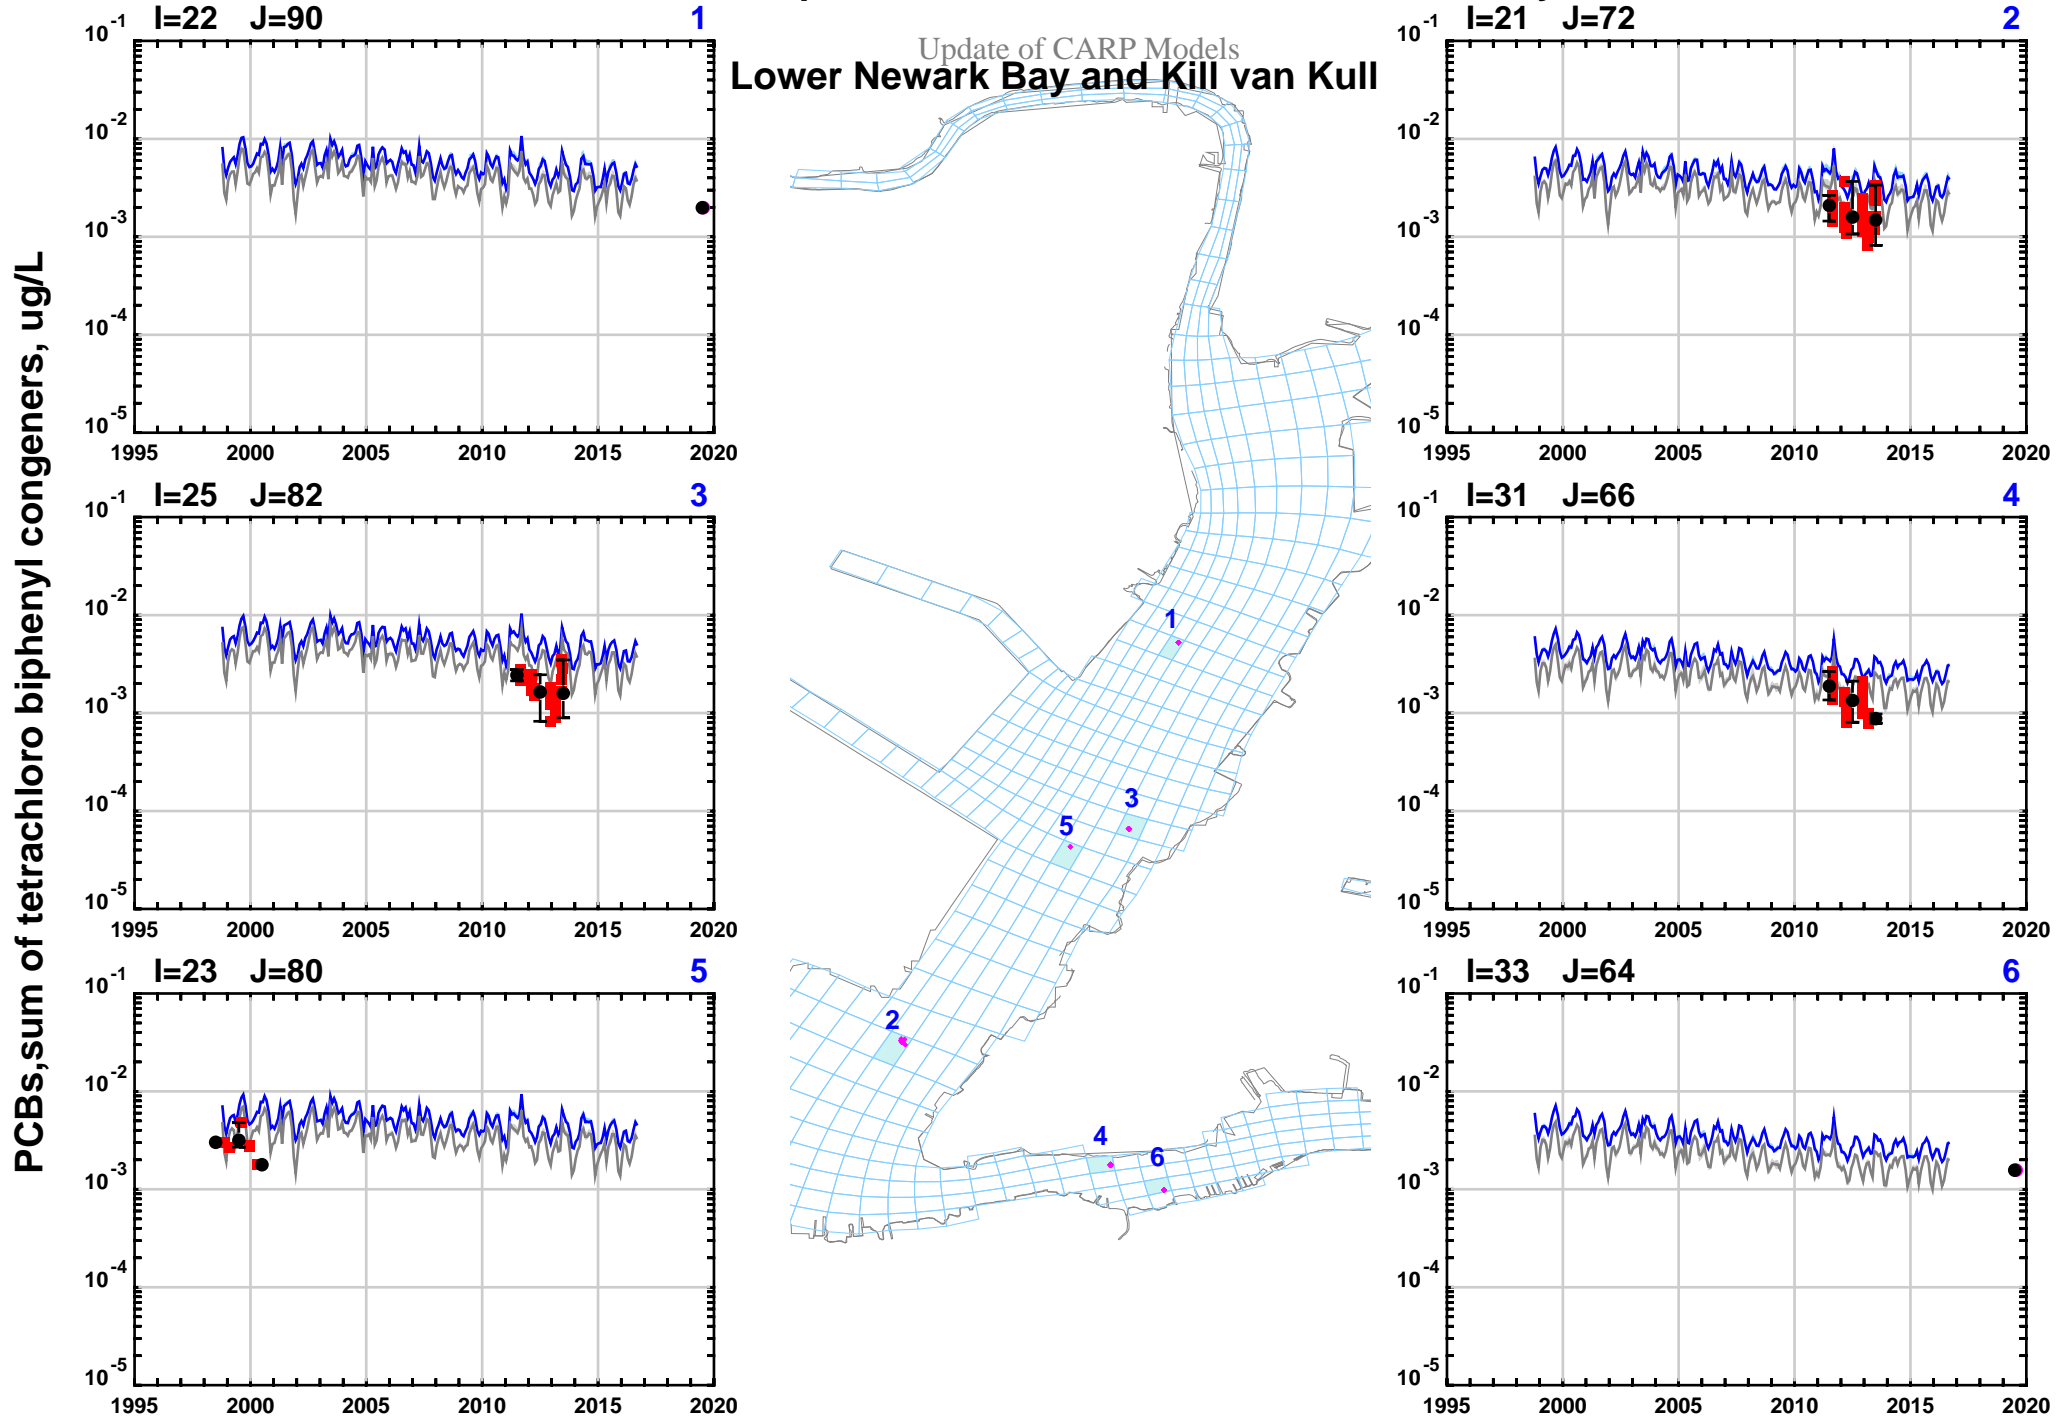 Update of CARP Models
Lower Newark Bay and Kill van Kull
PCBs,sum of tetrachloro biphenyl congeners, ug/L
I=22 J=90 1
10-1
10-2
10-3
10-4
10-5
1995 2000 2005 2010 2015 2020
I=21 J=72 2
10-1
10-2
10-3
10-4
10-5
1995 2000 2005 2010 2015 2020
I=25 J=82 3
10-1
10-2
10-3
10-4
10-5
1995 2000 2005 2010 2015 2020
I=31 J=66 4
10-1
10-2
10-3
10-4
10-5
1995 2000 2005 2010 2015 2020
I=23 J=80 5
10-1
10-2
10-3
10-4
10-5
1995 2000 2005 2010 2015 2020
I=33 J=64 6
10-1
10-2
10-3
10-4
10-5
1995 2000 2005 2010 2015 2020
1
3
5
2
4
6